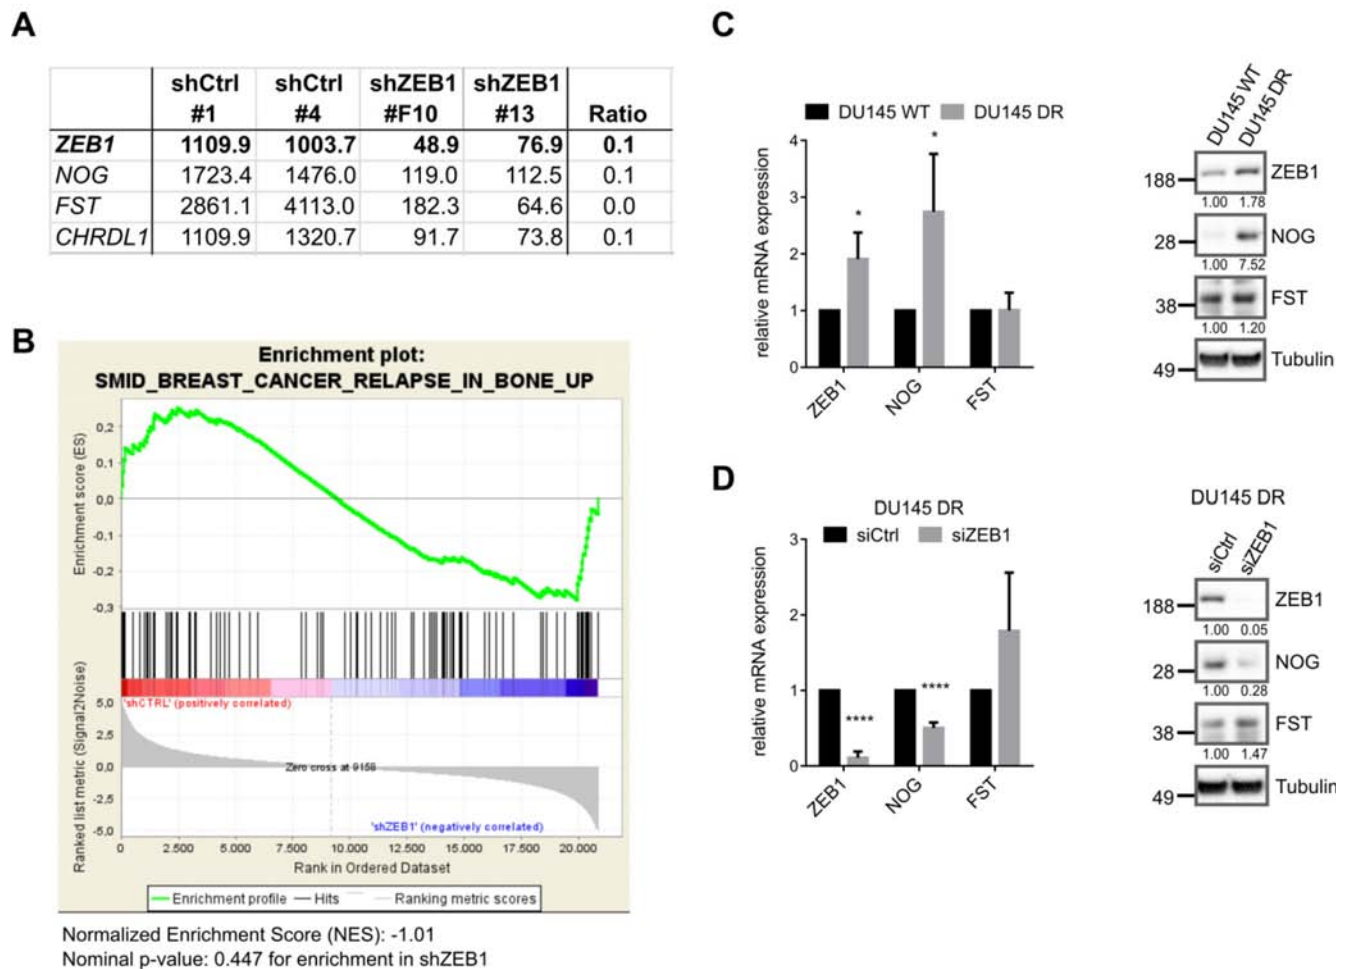 A
shCtrl #1 shCtrl #4 shZEB1 #F10 shZEB1 #13 Ratio
ZEB1 1109.9 1003.7 48.9 76.9 0.1
NOG 1723.4 1476.0 119.0 112.5 0.1
FST 2861.1 4113.0 182.3 64.6 0.0
CHRDL1 1109.9 1320.7 91.7 73.8 0.1
B
Enrichment plot:
SMID_BREAST_CANCER_RELAPSE_IN_BONE_UP
Enrichment score (ES)
0,2
0,1
0,0
-0,1
-0,2
-0,3
'shCTRL' (positively correlated)
Ranked list metric (Signal2Noise)
5,0
2,5
0,0
-2,5
-5,0
Zero cross at 9158
'shZEB1' (negatively correlated)
0 2.500 5.000 7.500 10.000 12.500 15.000 17.500 20.000
Rank in Ordered Dataset
Enrichment profile Hits Ranking metric scores
Normalized Enrichment Score (NES): -1.01
Nominal p-value: 0.447 for enrichment in shZEB1
C
DU145 WT DU145 DR
relative mRNA expression
4
3
2
1
0
* *
ZEB1 NOG FST
DU145 WT DU145 DR
188 ZEB1
1.00 1.78
28 NOG
1.00 7.52
38 FST
1.00 1.20
49 Tubulin
D
DU145 DR
siCtrl siZEB1
relative mRNA expression
3
2
1
0
**** ****
ZEB1 NOG FST
DU145 DR
siCtrl siZEB1
188 ZEB1
1.00 0.05
28 NOG
1.00 0.28
38 FST
1.00 1.47
49 Tubulin